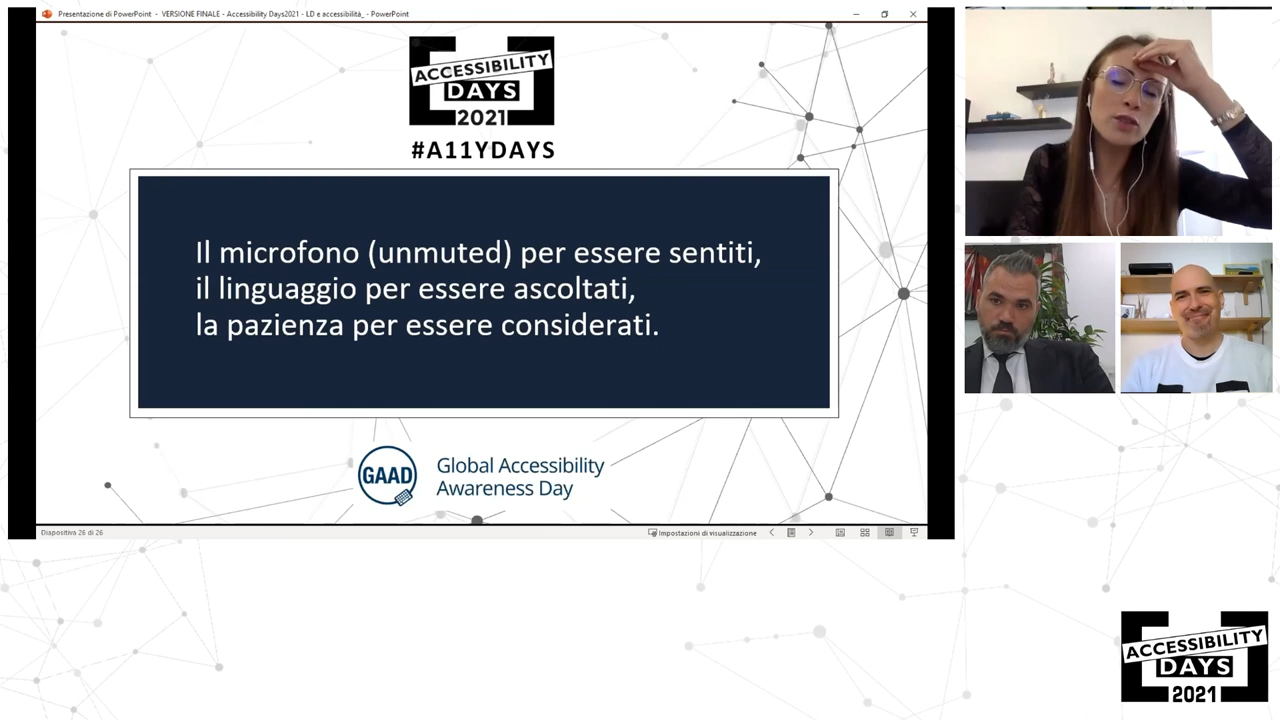 Presentazione di PowerPoint - VERSIONE FINALE - Accessibility Days2021 - LD e accessibilità_ - PowerPoint
ACCESSIBILITY
DAYS
2021
#A11YDAYS
Il microfono (unmuted) per essere sentiti,
il linguaggio per essere ascoltati,
la pazienza per essere considerati.
GAAD
Global Accessibility
Awareness Day
Diapositiva 26 di 26
Impostazioni di visualizzazione
ACCESSIBILITY
DAYS
2021